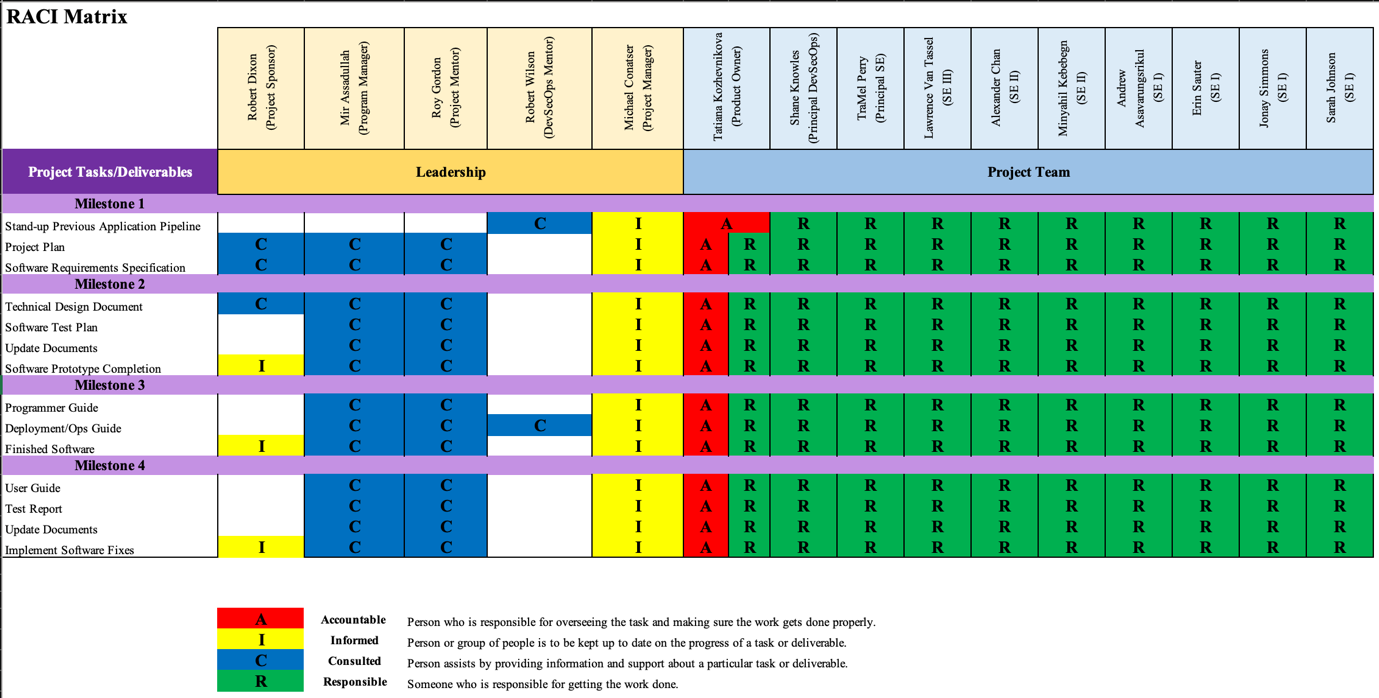 RACI Matrix
Robert Dixon
(Project Sponsor)
Mir Assadullah
(Program Manager)
Roy Gordon
(Project Mentor)
Robert Wilson
(DevSecOps Mentor)
Michael Conatser
(Project Manager)
Tatiana Kozhevnikova
(Product Owner)
Shane Knowles
(Principal DevSecOps)
TraMel Perry
(Principal SE)
Lawrence Van Tassel
(SE III)
Alexander Chan
(SE II)
Minyahil Kebebegn
(SE II)
Andrew
Asavarungsrikul
(SE I)
Erin Sauter
(SE I)
Jonay Simmons
(SE I)
Sarah Johnson
(SE I)
Project Tasks/Deliverables Leadership Project Team
Milestone 1
Stand-up Previous Application Pipeline C I A R R R R R R R R R
Project Plan C C C I A R R R R R R R R R R
Software Requirements Specification C C C I A R R R R R R R R R R
Milestone 2
Technical Design Document C C C I A R R R R R R R R R R
Software Test Plan C C I A R R R R R R R R R R
Update Documents C C I A R R R R R R R R R R
Software Prototype Completion I C C I A R R R R R R R R R R
Milestone 3
Programmer Guide C C I A R R R R R R R R R R
Deployment/Ops Guide C C C I A R R R R R R R R R R
Finished Software I C C I A R R R R R R R R R R
Milestone 4
User Guide C C I A R R R R R R R R R R
Test Report C C I A R R R R R R R R R R
Update Documents C C I A R R R R R R R R R R
Implement Software Fixes I C C I A R R R R R R R R R R
A Accountable Person who is responsible for overseeing the task and making sure the work gets done properly.
I Informed Person or group of people is to be kept up to date on the progress of a task or deliverable.
C Consulted Person assists by providing information and support about a particular task or deliverable.
R Responsible Someone who is responsible for getting the work done.